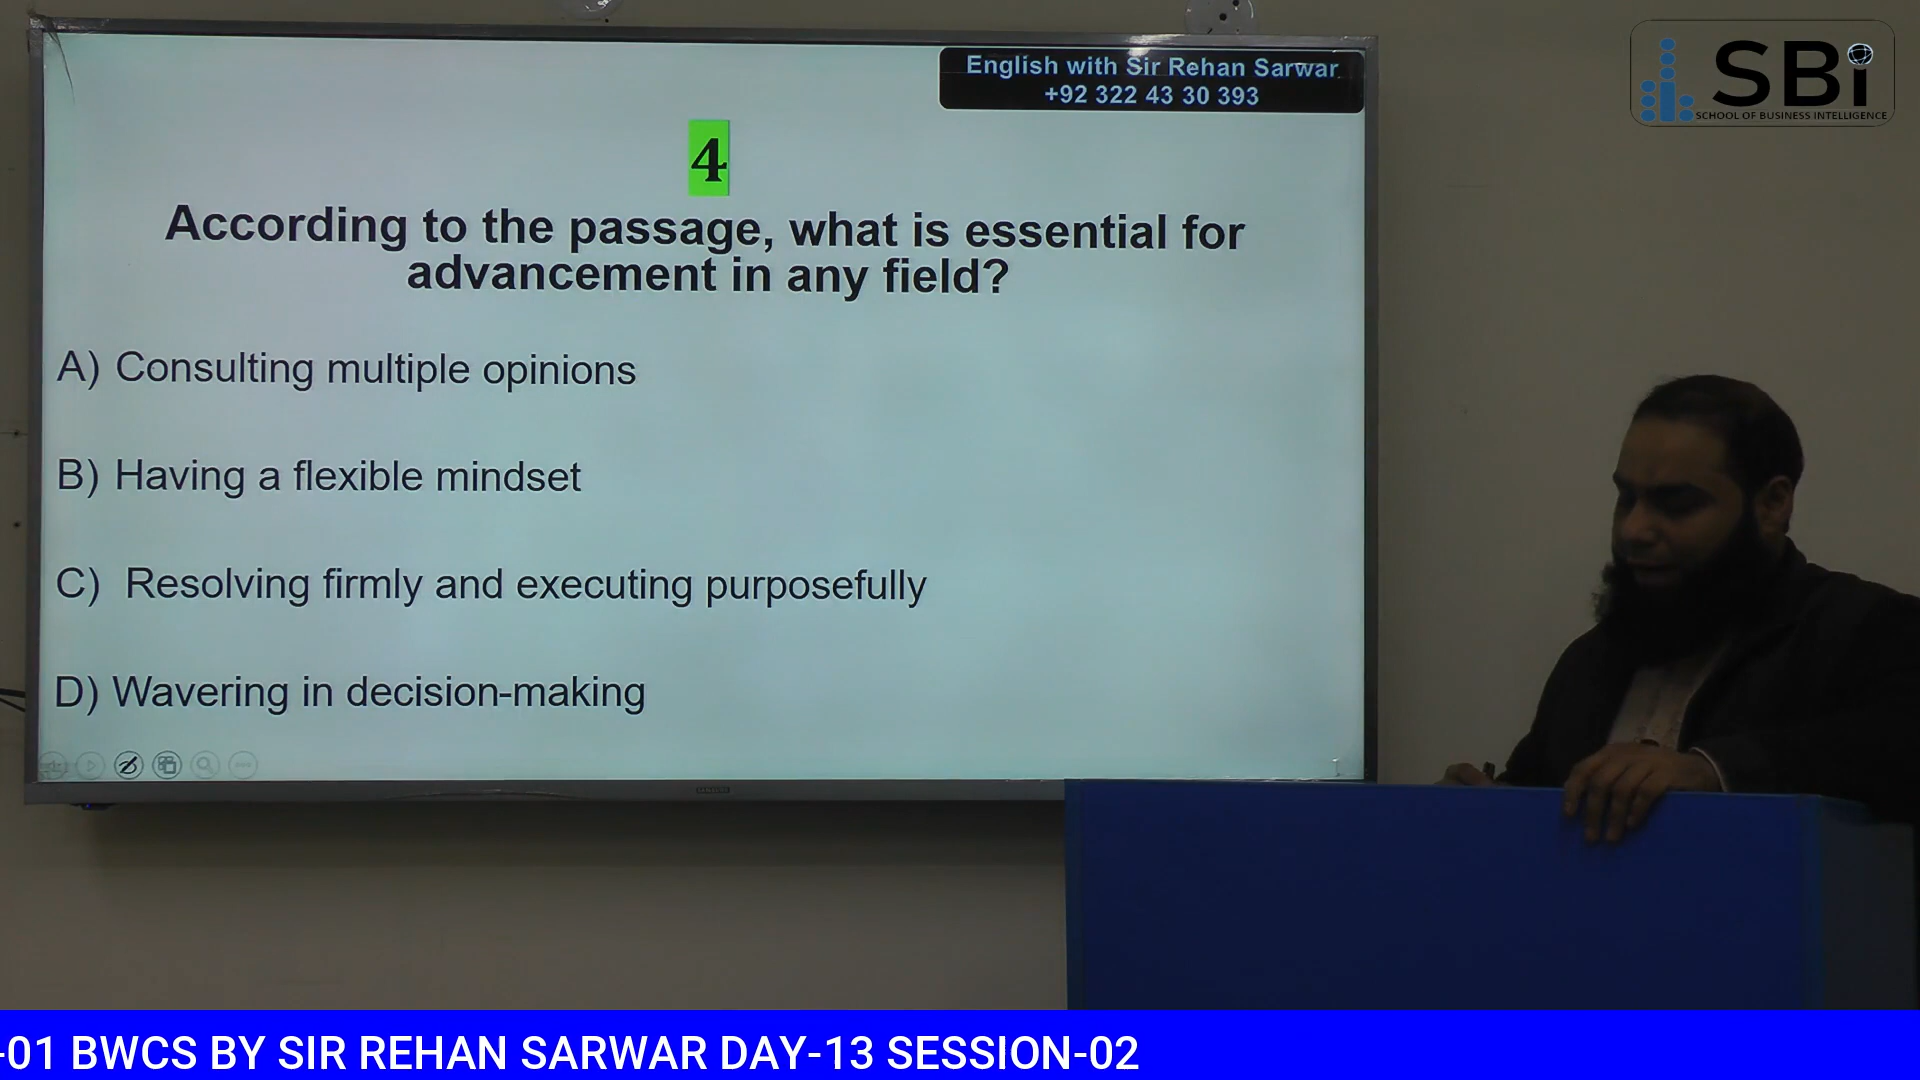 English with Sir Rehan Sarwar
+92 322 43 30 393
SBi
SCHOOL OF BUSINESS INTELLIGENCE
4
According to the passage, what is essential for
advancement in any field?
A) Consulting multiple opinions
B) Having a flexible mindset
C) Resolving firmly and executing purposefully
D) Wavering in decision-making
1
-01 BWCS BY SIR REHAN SARWAR DAY-13 SESSION-02